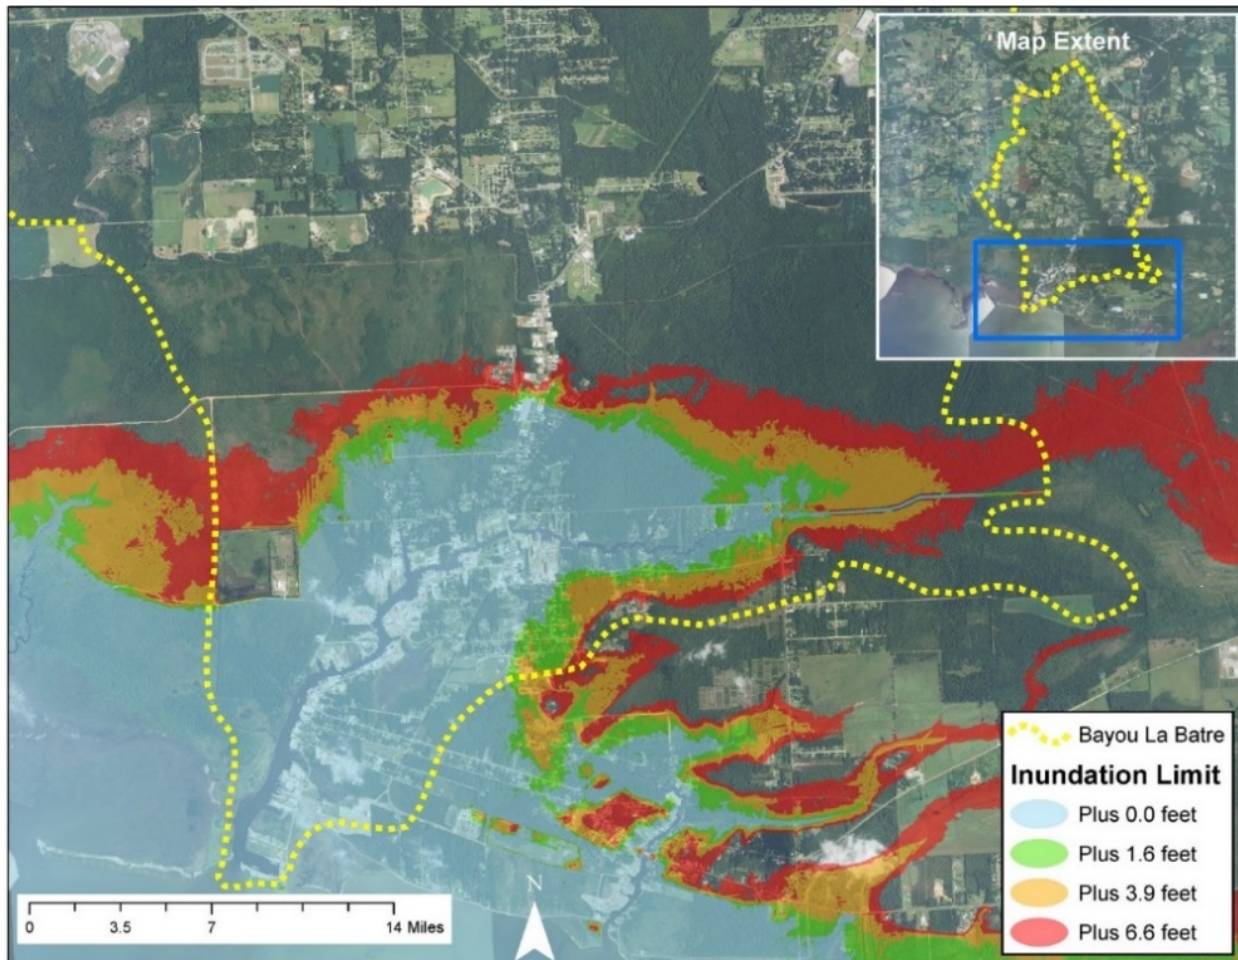 Map Extent
Bayou La Batre
Inundation Limit
Plus 0.0 feet
Plus 1.6 feet
Plus 3.9 feet
Plus 6.6 feet
N
0 3.5 7 14 Miles